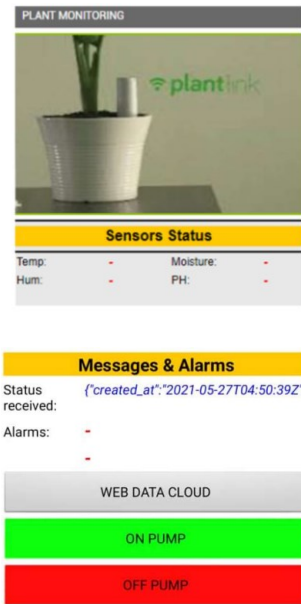 PLANT MONITORING
plantlink
Sensors Status
Temp: - Moisture: -
Hum: - PH: -
Messages & Alarms
Status received: {"created_at":"2021-05-27T04:50:39Z"
Alarms: -
-
WEB DATA CLOUD
ON PUMP
OFF PUMP